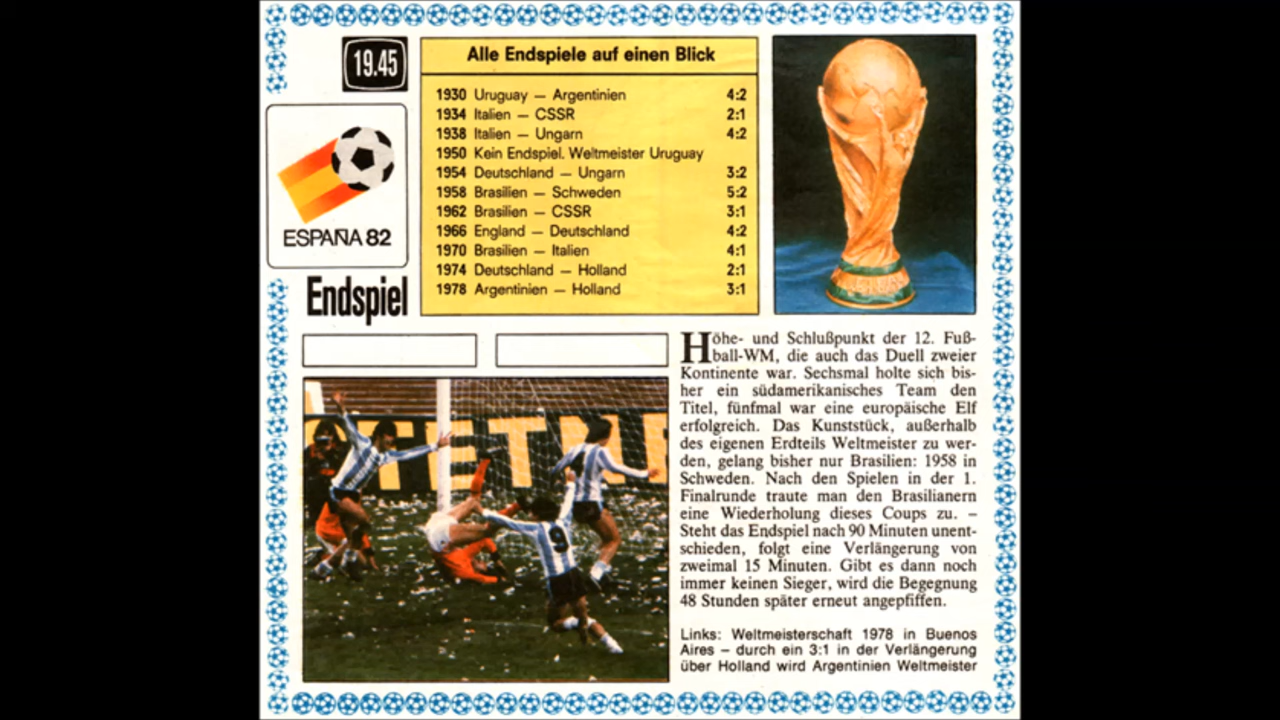 19.45
ESPAÑA 82
Endspiel
Alle Endspiele auf einen Blick
1930 Uruguay — Argentinien 4:2
1934 Italien — CSSR 2:1
1938 Italien — Ungarn 4:2
1950 Kein Endspiel. Weltmeister Uruguay
1954 Deutschland — Ungarn 3:2
1958 Brasilien — Schweden 5:2
1962 Brasilien — CSSR 3:1
1966 England — Deutschland 4:2
1970 Brasilien — Italien 4:1
1974 Deutschland — Holland 2:1
1978 Argentinien — Holland 3:1
Höhe- und Schlußpunkt der 12. Fuß-
ball-WM, die auch das Duell zweier
Kontinente war. Sechsmal holte sich bis-
her ein südamerikanisches Team den
Titel, fünfmal war eine europäische Elf
erfolgreich. Das Kunststück, außerhalb
des eigenen Erdteils Weltmeister zu wer-
den, gelang bisher nur Brasilien: 1958 in
Schweden. Nach den Spielen in der 1.
Finalrunde traute man den Brasilianern
eine Wiederholung dieses Coups zu. –
Steht das Endspiel nach 90 Minuten unent-
schieden, folgt eine Verlängerung von
zweimal 15 Minuten. Gibt es dann noch
immer keinen Sieger, wird die Begegnung
48 Stunden später erneut angepfiffen.
Links: Weltmeisterschaft 1978 in Buenos
Aires – durch ein 3:1 in der Verlängerung
über Holland wird Argentinien Weltmeister
9